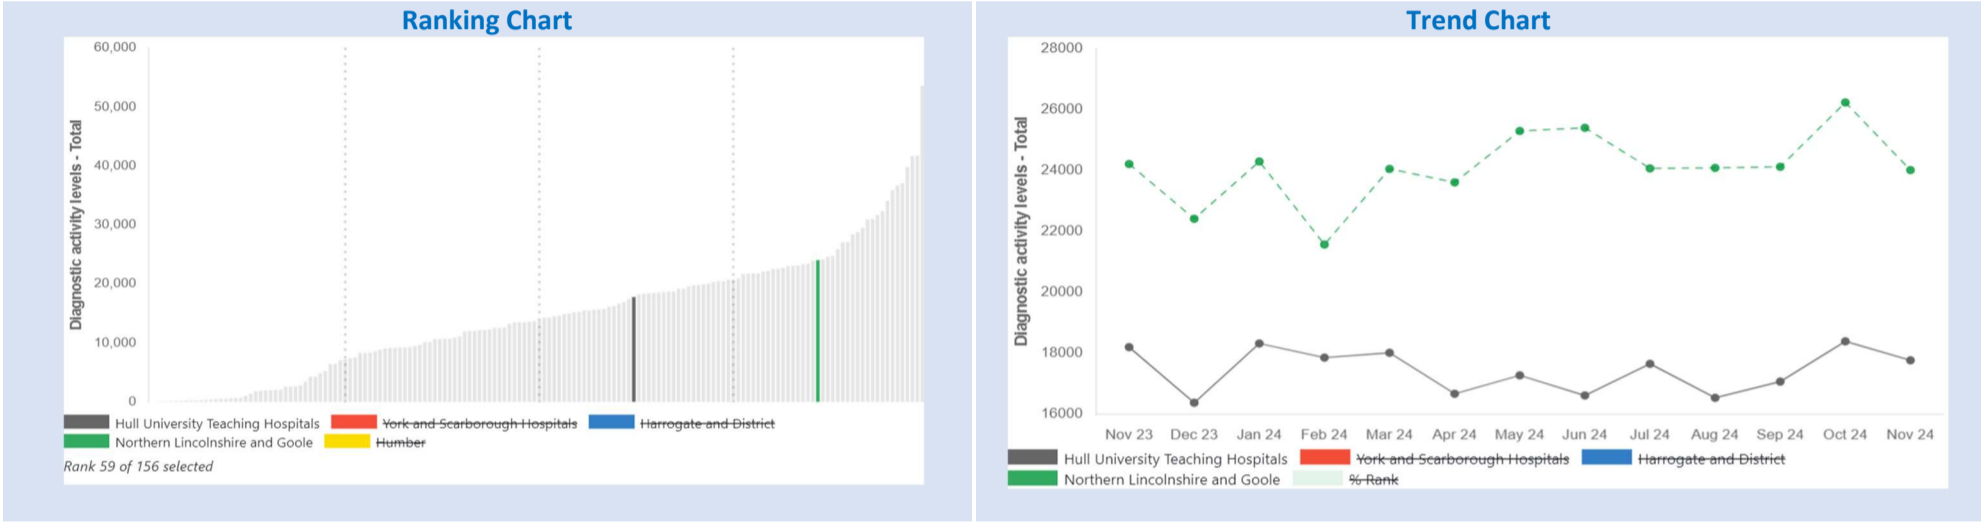 Ranking Chart
60,000
50,000
40,000
30,000
20,000
10,000
0
Diagnostic activity levels - Total
Hull University Teaching Hospitals York and Scarborough Hospitals Harrogate and District
Northern Lincolnshire and Goole Humber
Rank 59 of 156 selected
Trend Chart
28000
26000
24000
22000
20000
18000
16000
Diagnostic activity levels - Total
Nov 23 Dec 23 Jan 24 Feb 24 Mar 24 Apr 24 May 24 Jun 24 Jul 24 Aug 24 Sep 24 Oct 24 Nov 24
Hull University Teaching Hospitals York and Scarborough Hospitals Harrogate and District
Northern Lincolnshire and Goole % Rank